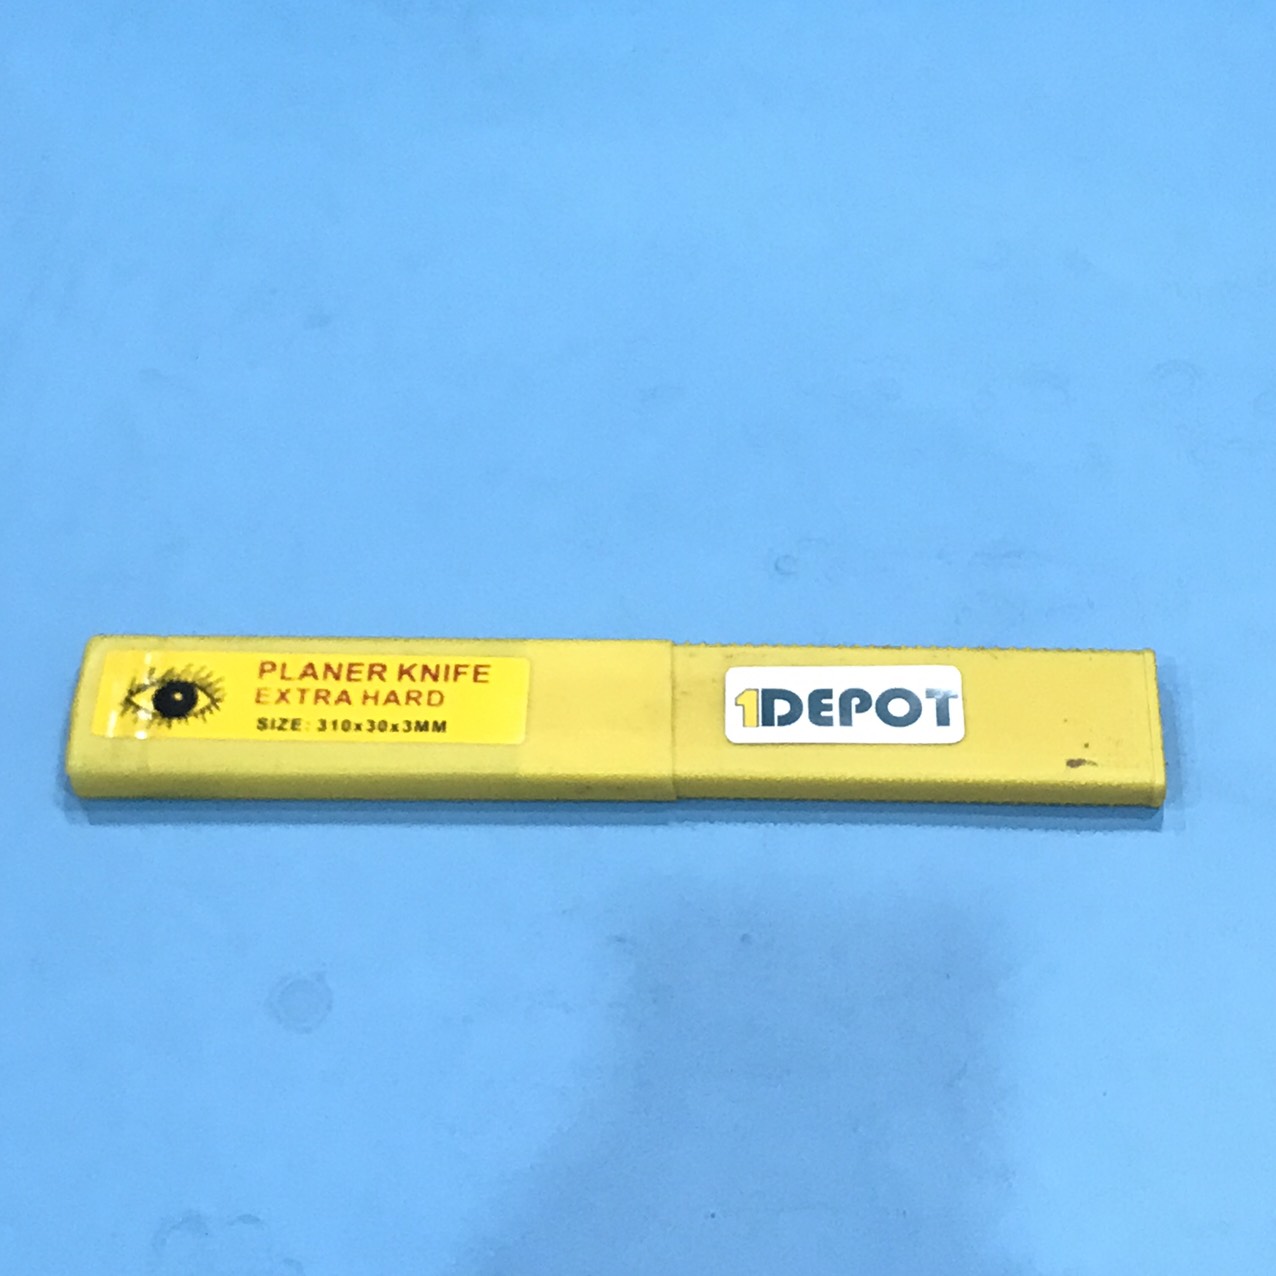 PLANER KNIFE
EXTRA HARD
SIZE: 310x30x3MM
1DEPOT